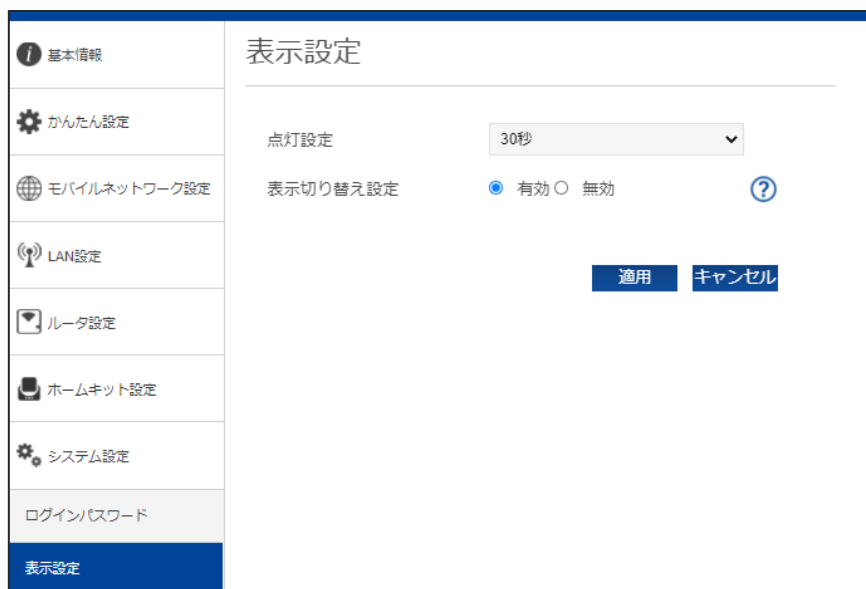 基本情報
かんたん設定
モバイルネットワーク設定
LAN設定
ルータ設定
ホームキット設定
システム設定
ログインパスワード
表示設定
表示設定
点灯設定 30秒
表示切り替え設定 有効 無効 ?
適用 キャンセル